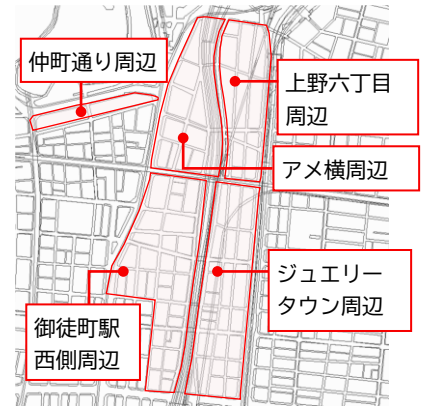 仲町通り周辺
上野六丁目
周辺
アメ横周辺
ジュエリー
タウン周辺
御徒町駅
西側周辺